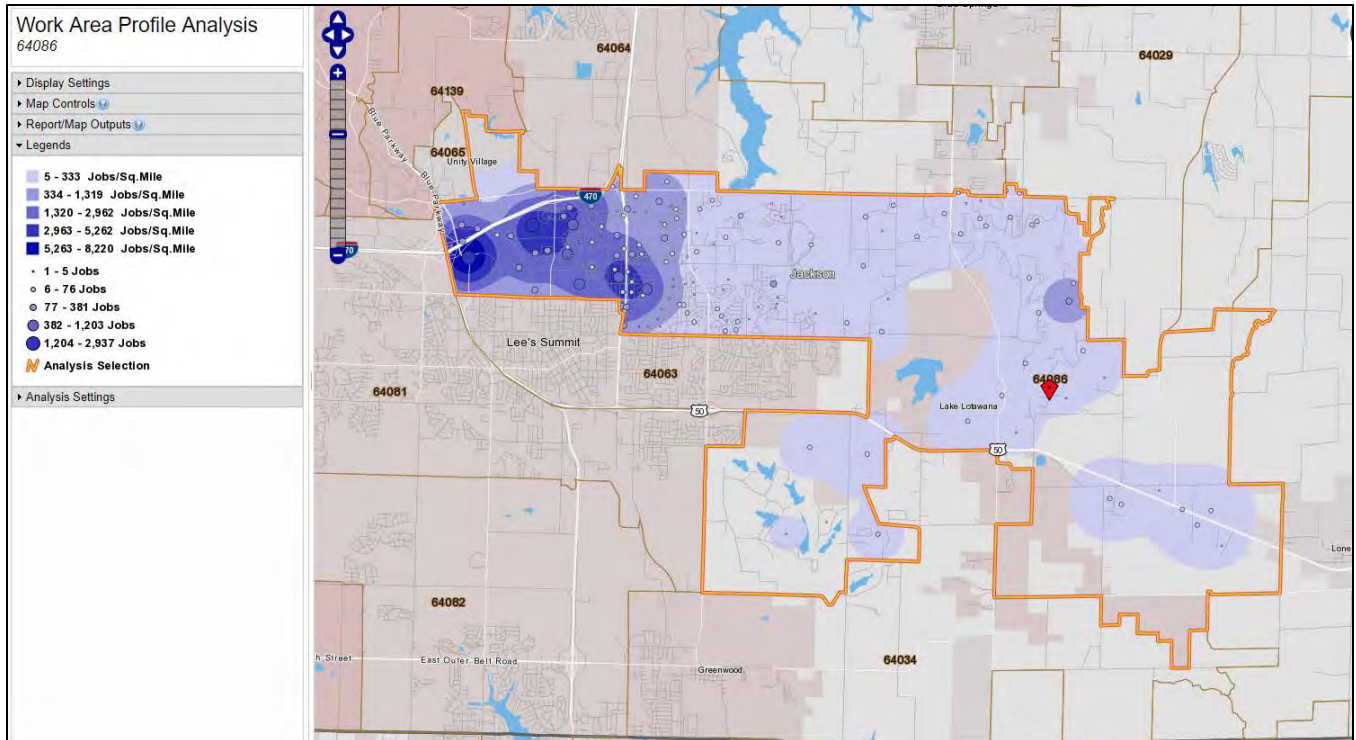 Work Area Profile Analysis
64086
Display Settings
Map Controls
Report/Map Outputs
Legends
5 - 333 Jobs/Sq.Mile
334 - 1,319 Jobs/Sq.Mile
1,320 - 2,962 Jobs/Sq.Mile
2,963 - 5,262 Jobs/Sq.Mile
5,263 - 8,220 Jobs/Sq.Mile
1 - 5 Jobs
6 - 76 Jobs
77 - 381 Jobs
382 - 1,203 Jobs
1,204 - 2,937 Jobs
Analysis Selection
Analysis Settings
64064
64029
64139
Blue Parkway
64065
Unity Village
Blue Parkway
470
70
Jackson
Lee's Summit
64063
64081
64086
Lake Lotawana
50
50
Lone
64082
h Street
East Outer Belt Road
Greenwood
64034